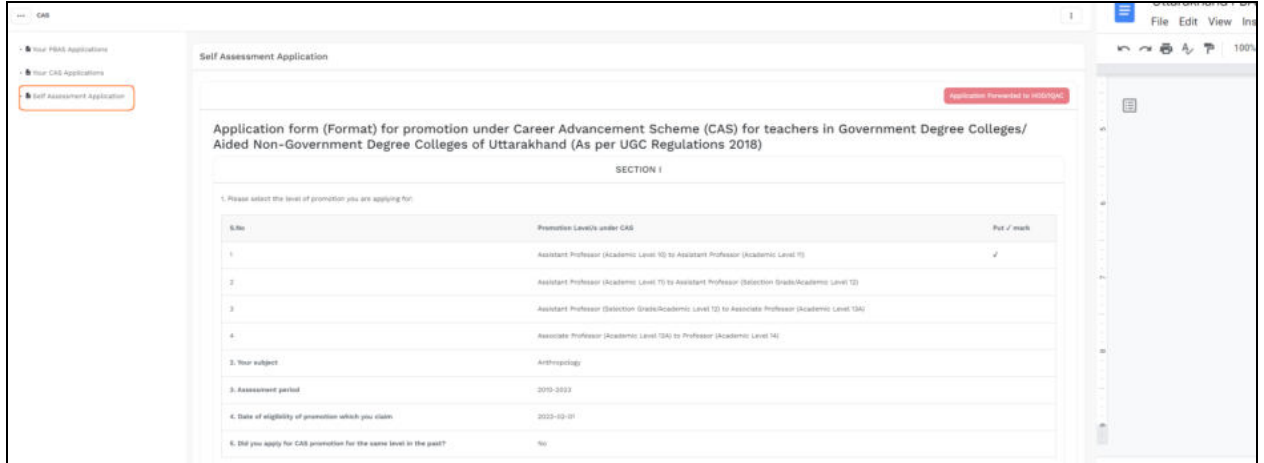 CAS
File Edit View Ins
100%
Your PBAS Applications
Your CAS Applications
Self Assessment Application
Self Assessment Application
Application Forwarded to HOD/IQAC
Application form (Format) for promotion under Career Advancement Scheme (CAS) for teachers in Government Degree Colleges/
Aided Non-Government Degree Colleges of Uttarakhand (As per UGC Regulations 2018)
SECTION I
1. Please select the level of promotion you are applying for:
S.No Promotion Level/s under CAS Put √ mark
1 Assistant Professor (Academic Level 10) to Assistant Professor (Academic Level 11) √
2 Assistant Professor (Academic Level 11) to Assistant Professor (Selection Grade/Academic Level 12)
3 Assistant Professor (Selection Grade/Academic Level 12) to Associate Professor (Academic Level 13A)
4 Associate Professor (Academic Level 13A) to Professor (Academic Level 14)
2. Your subject Anthropology
3. Assessment period
4. Date of eligibility of promotion which you claim
5. Did you apply for CAS promotion for the same level in the past? No